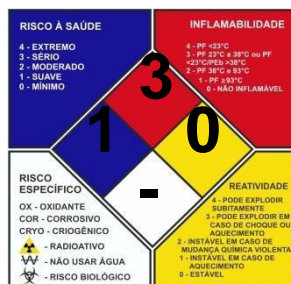 RISCO À SAÚDE
4 - EXTREMO
3 - SÉRIO
2 - MODERADO
1 - SUAVE
0 - MÍNIMO
INFLAMABILIDADE
4 - PF <23°C
3 - PF 23°C a 38°C ou PF
<23°C/PEb >38°C
2 - PF 38°C e 93°C
1 - PF ≥93°C
0 - NÃO INFLAMÁVEL
3
1
0
-
RISCO
ESPECÍFICO
OX - OXIDANTE
COR - CORROSIVO
CRYO - CRIOGÊNICO
- RADIOATIVO
W - NÃO USAR ÁGUA
- RISCO BIOLÓGICO
REATIVIDADE
4 - PODE EXPLODIR
SUBITAMENTE
3 - PODE EXPLODIR EM
CASO DE CHOQUE OU
AQUECIMENTO
2 - INSTÁVEL EM CASO DE
MUDANÇA QUÍMICA VIOLENTA
1 - INSTÁVEL EM CASO DE
AQUECIMENTO
0 - ESTÁVEL